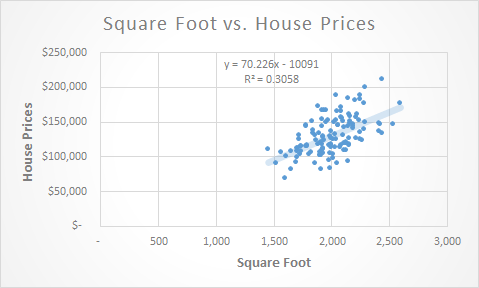 Square Foot vs. House Prices
$250,000
y = 70.226x - 10091
R² = 0.3058
$200,000
$150,000
$100,000
$50,000
$-
House Prices
- 500 1,000 1,500 2,000 2,500 3,000
Square Foot